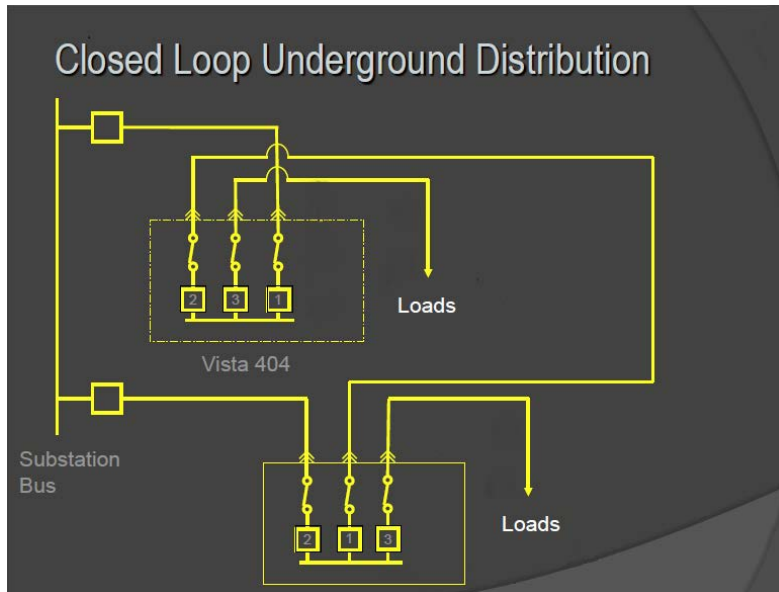 Closed Loop Underground Distribution
2 3 1
Loads
Vista 404
Substation
Bus
Loads
2 1 3